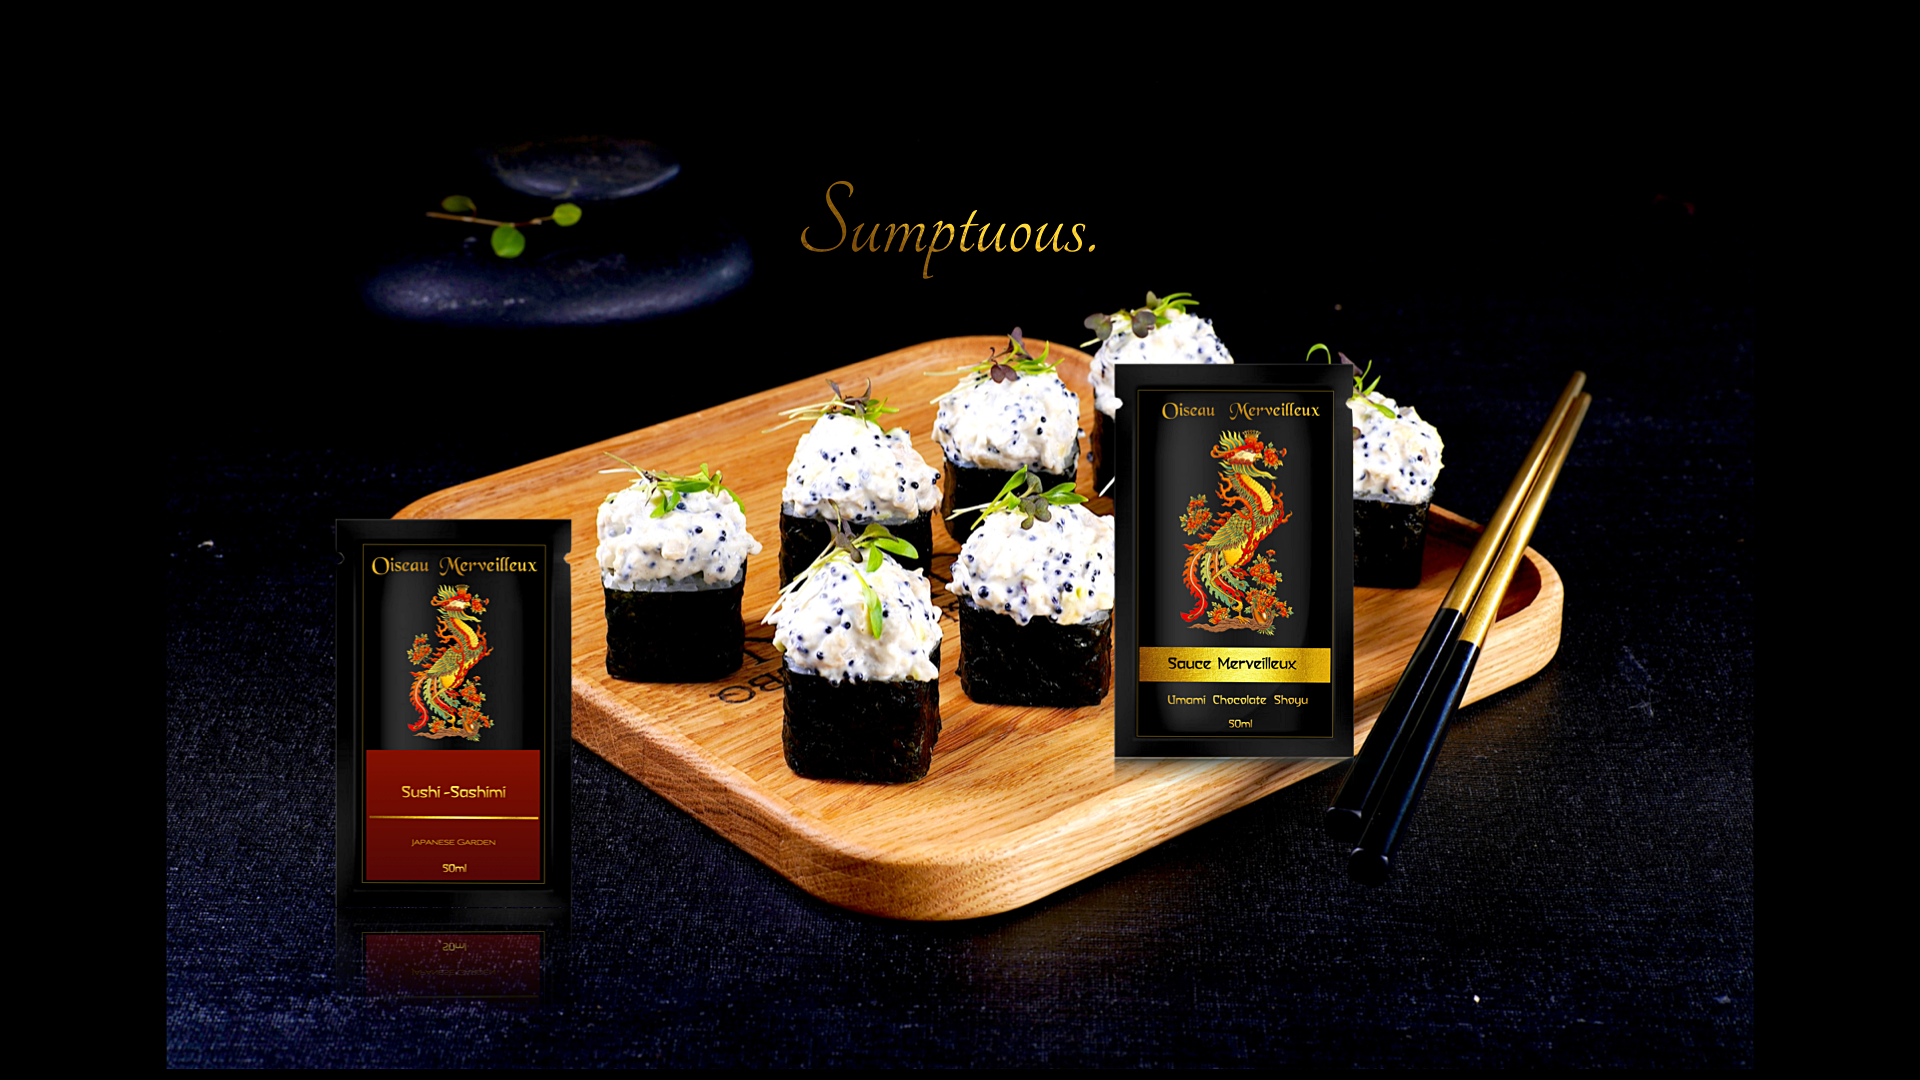 Sumptuous.
Oiseau Merveilleux
Sauce Merveilleux
Umami Chocolate Shoyu
50ml
Oiseau Merveilleux
Sushi-Sashimi
Japanese Garden
50ml